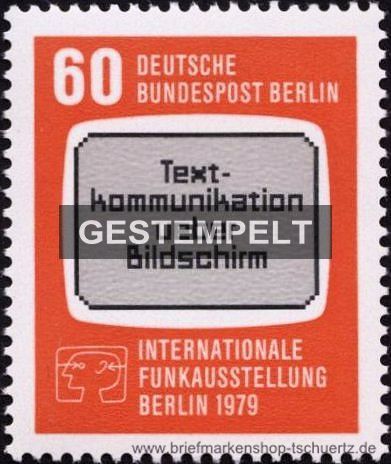 60 DEUTSCHE
BUNDESPOST BERLIN
Text-
kommunikation
GESTEMPELT
Bildschirm
INTERNATIONALE
FUNKAUSSTELLUNG
BERLIN 1979
www.briefmarkenshop-tschuertz.de